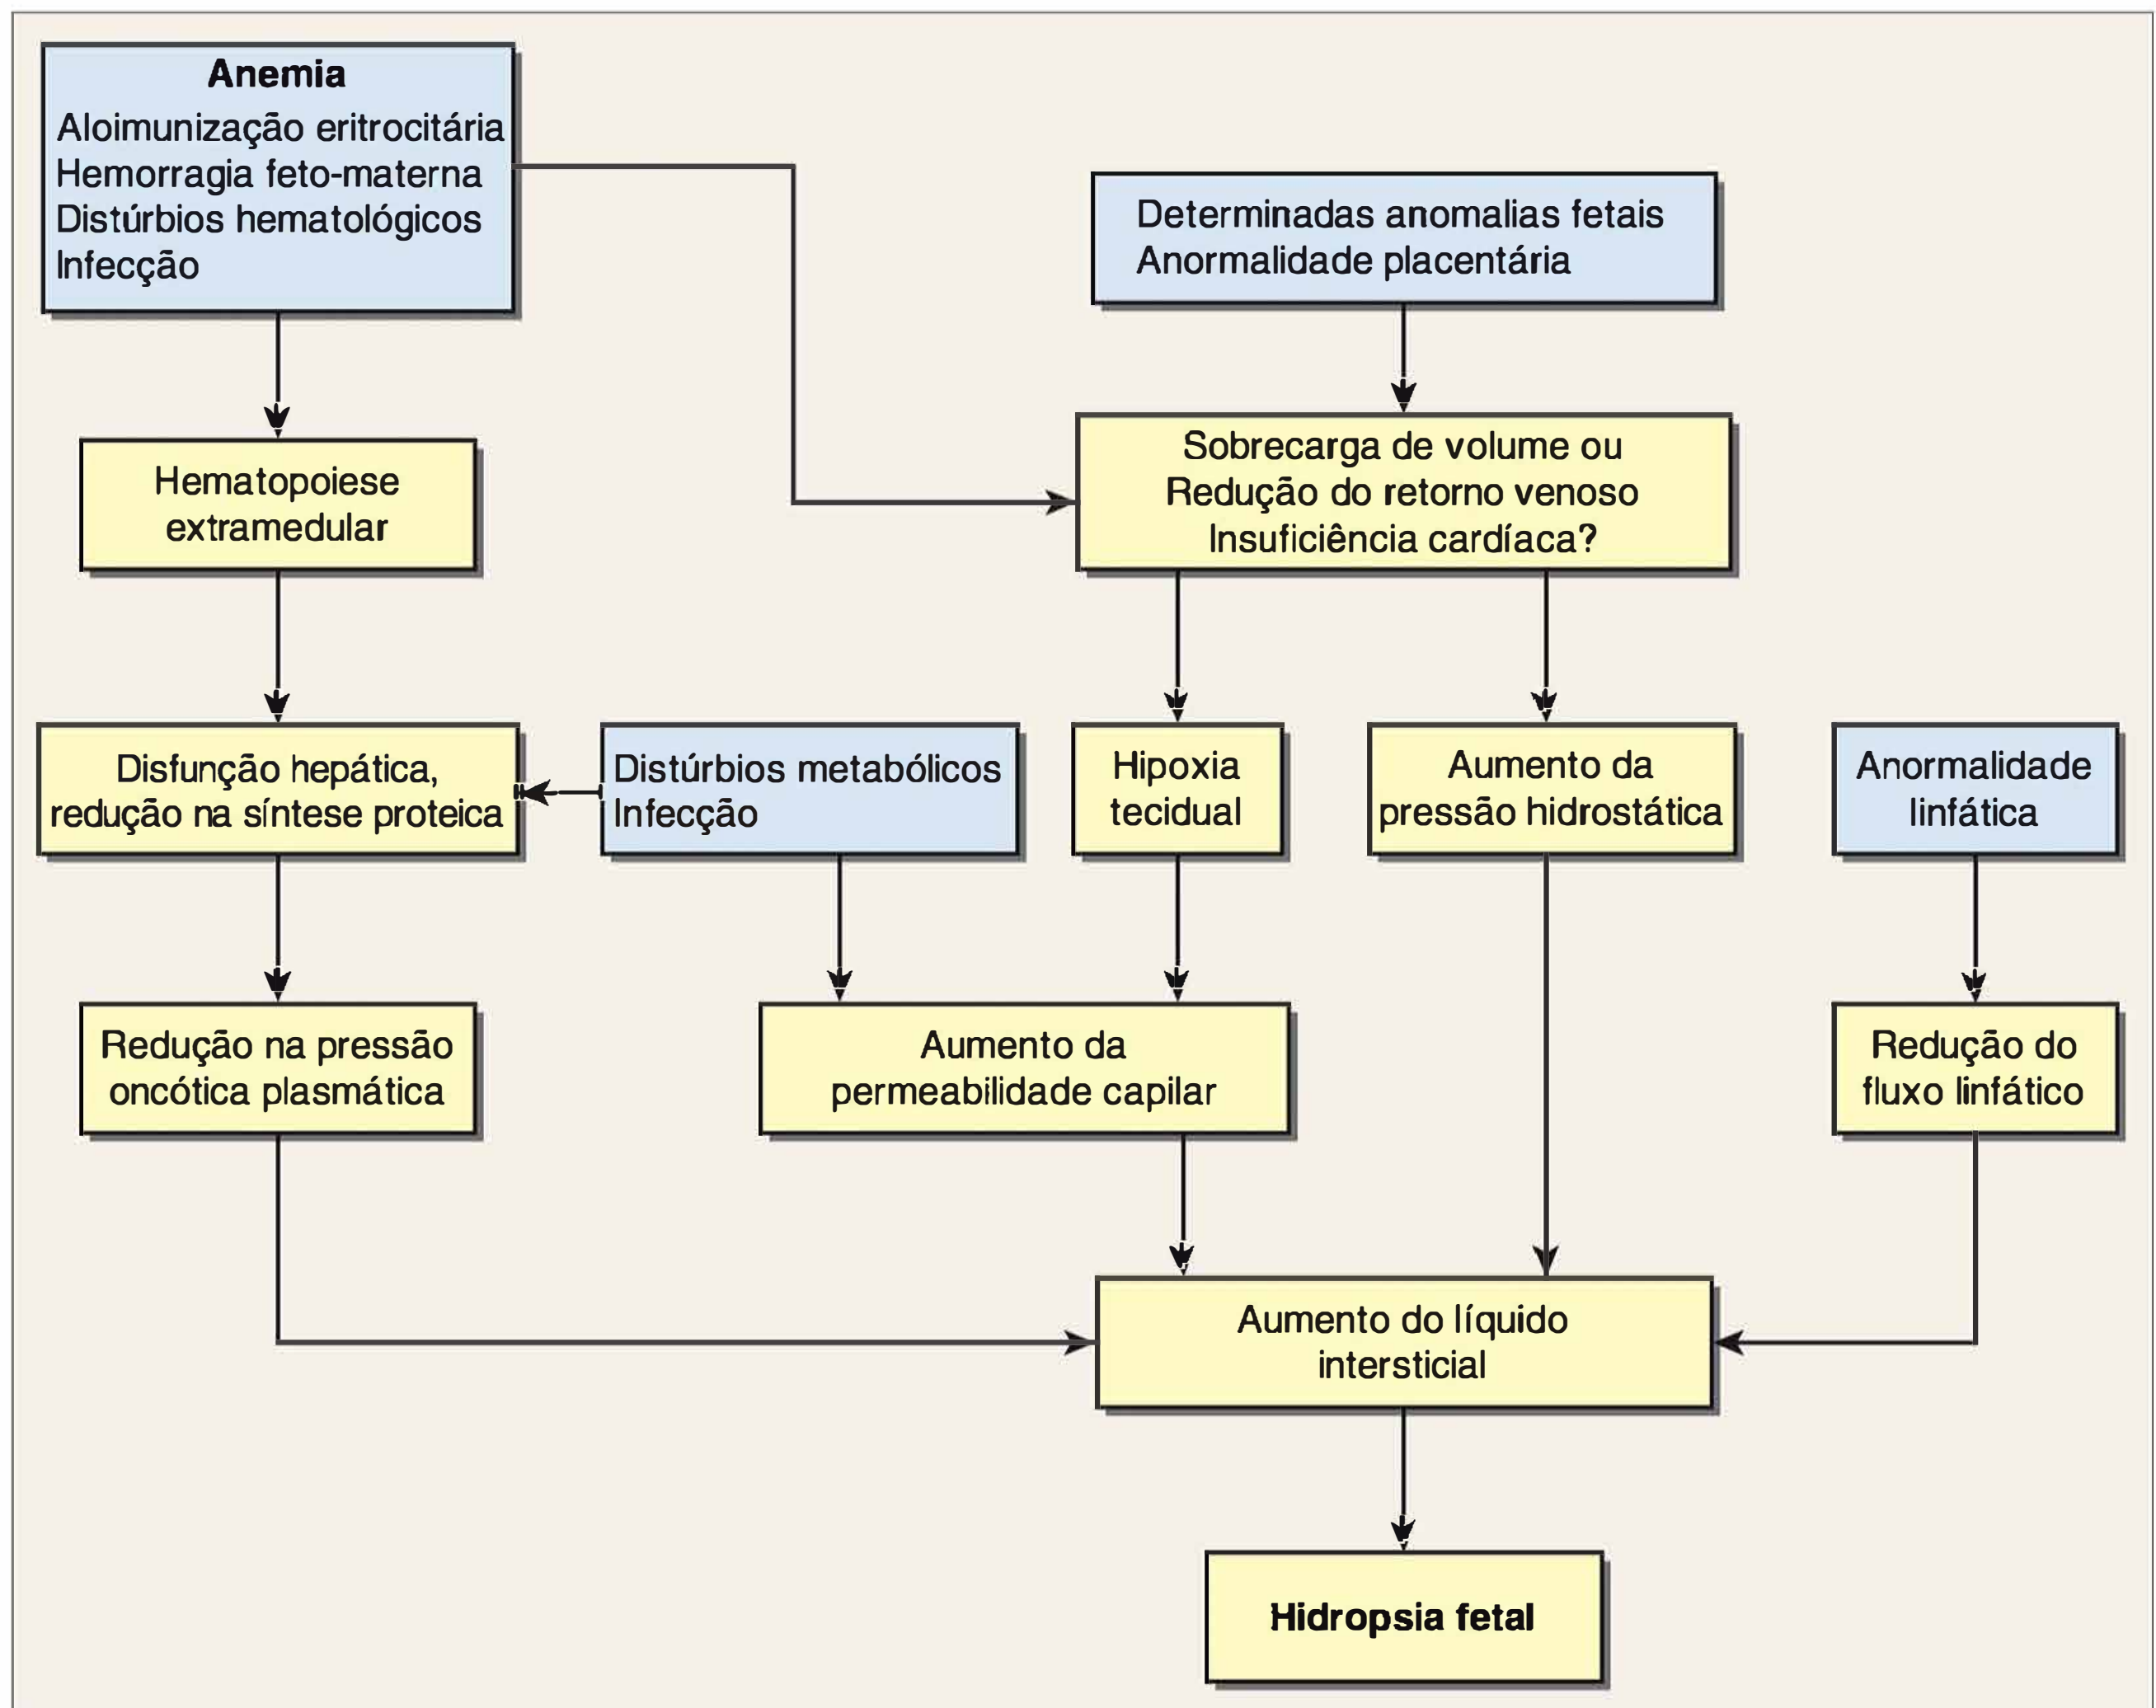 Anemia
Aloimunização eritrocitária
Hemorragia feto-materna
Distúrbios hematológicos
Infecção
Determinadas anomalias fetais
Anormalidade placentária
Hematopoiese
extramedular
Sobrecarga de volume ou
Redução do retorno venoso
Insuficiência cardíaca?
Disfunção hepática,
redução na síntese proteica
Distúrbios metabólicos
Infecção
Hipoxia
tecidual
Aumento da
pressão hidrostática
Anormalidade
linfática
Redução na pressão
oncótica plasmática
Aumento da
permeabilidade capilar
Redução do
fluxo linfático
Aumento do líquido
intersticial
Hidropsia fetal